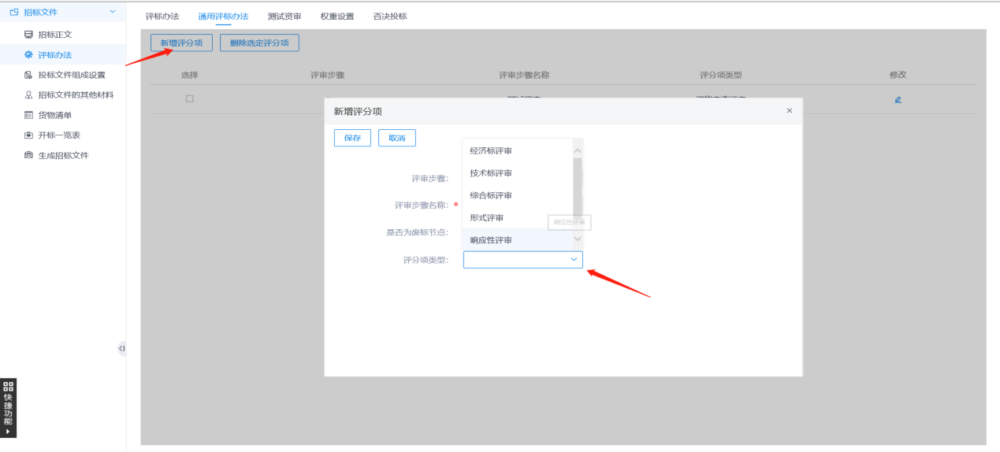 招标文件
招标正文
评标办法
投标文件组成设置
招标文件的其他材料
货物清单
开标一览表
生成招标文件
快捷功能
评标办法 通用评标办法 测试资审 权重设置 否决投标
新增评分项 删除选定评分项
选择 评审步骤 评审步骤名称 评分项类型 修改
新增评分项
保存 取消
经济标评审
技术标评审
评审步骤:
综合标评审
评审步骤名称: *
形式评审
响应性评审
是否为废标节点:
响应性评审
评分项类型: